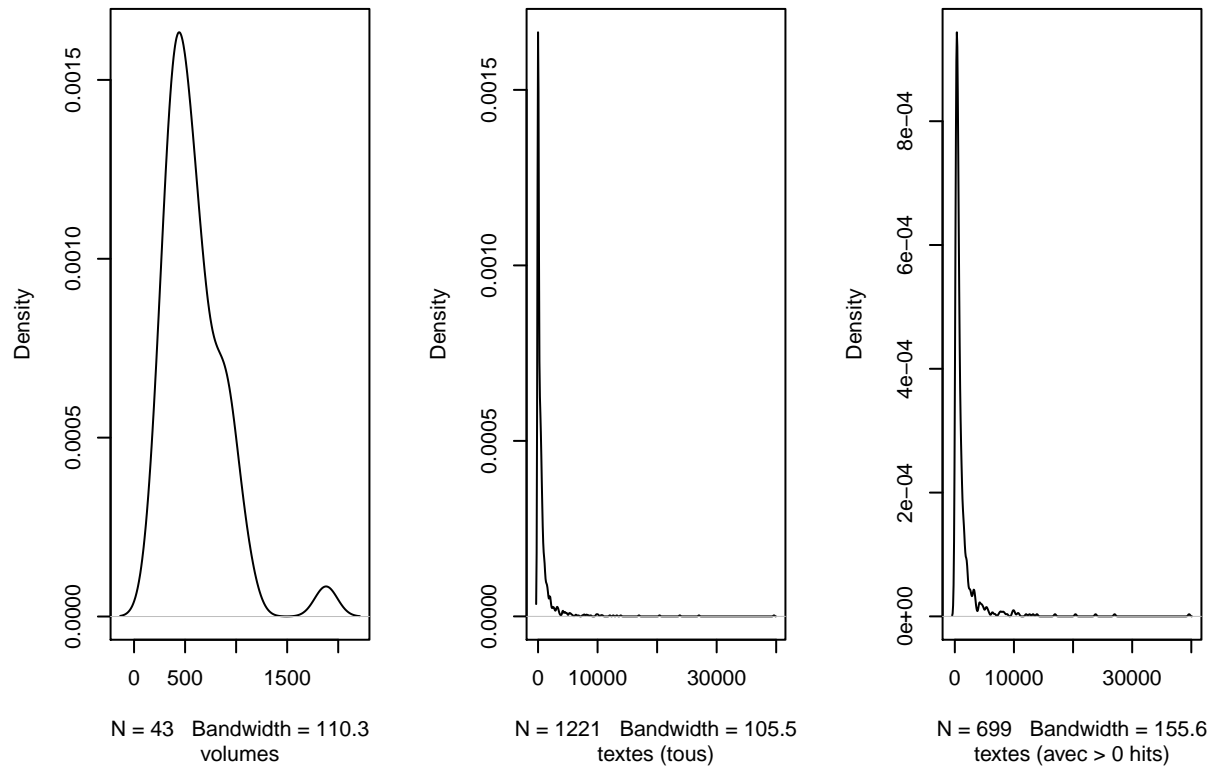 Density
0.0000
0.0005
0.0010
0.0015
0
500
1500
N = 43 Bandwidth = 110.3
volumes
Density
0.0000
0.0005
0.0010
0.0015
0
10000
30000
N = 1221 Bandwidth = 105.5
textes (tous)
Density
0e+00
2e−04
4e−04
6e−04
8e−04
0
10000
30000
N = 699 Bandwidth = 155.6
textes (avec > 0 hits)